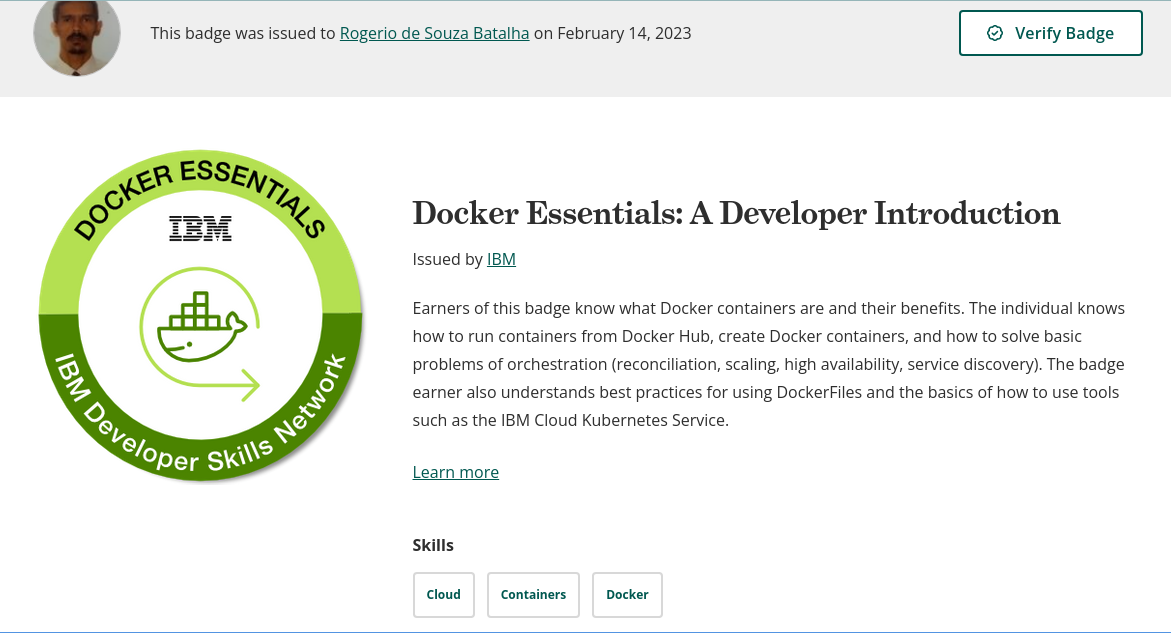 This badge was issued to Rogerio de Souza Batalha on February 14, 2023
Verify Badge
DOCKER ESSENTIALS
IBM
IBM Developer Skills Network
Docker Essentials: A Developer Introduction
Issued by IBM
Earners of this badge know what Docker containers are and their benefits. The individual knows
how to run containers from Docker Hub, create Docker containers, and how to solve basic
problems of orchestration (reconciliation, scaling, high availability, service discovery). The badge
earner also understands best practices for using DockerFiles and the basics of how to use tools
such as the IBM Cloud Kubernetes Service.
Learn more
Skills
Cloud
Containers
Docker